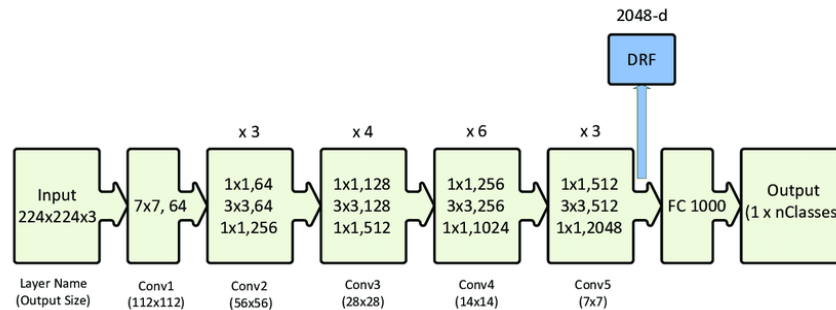 2048-d
DRF
x 3
x 4
x 6
x 3
Input
224x224x3
7x7, 64
1x1,64
3x3,64
1x1,256
1x1,128
3x3,128
1x1,512
1x1,256
3x3,256
1x1,1024
1x1,512
3x3,512
1x1,2048
FC 1000
Output
(1 x nClasses
Layer Name
(Output Size)
Conv1
(112x112)
Conv2
(56x56)
Conv3
(28x28)
Conv4
(14x14)
Conv5
(7x7)